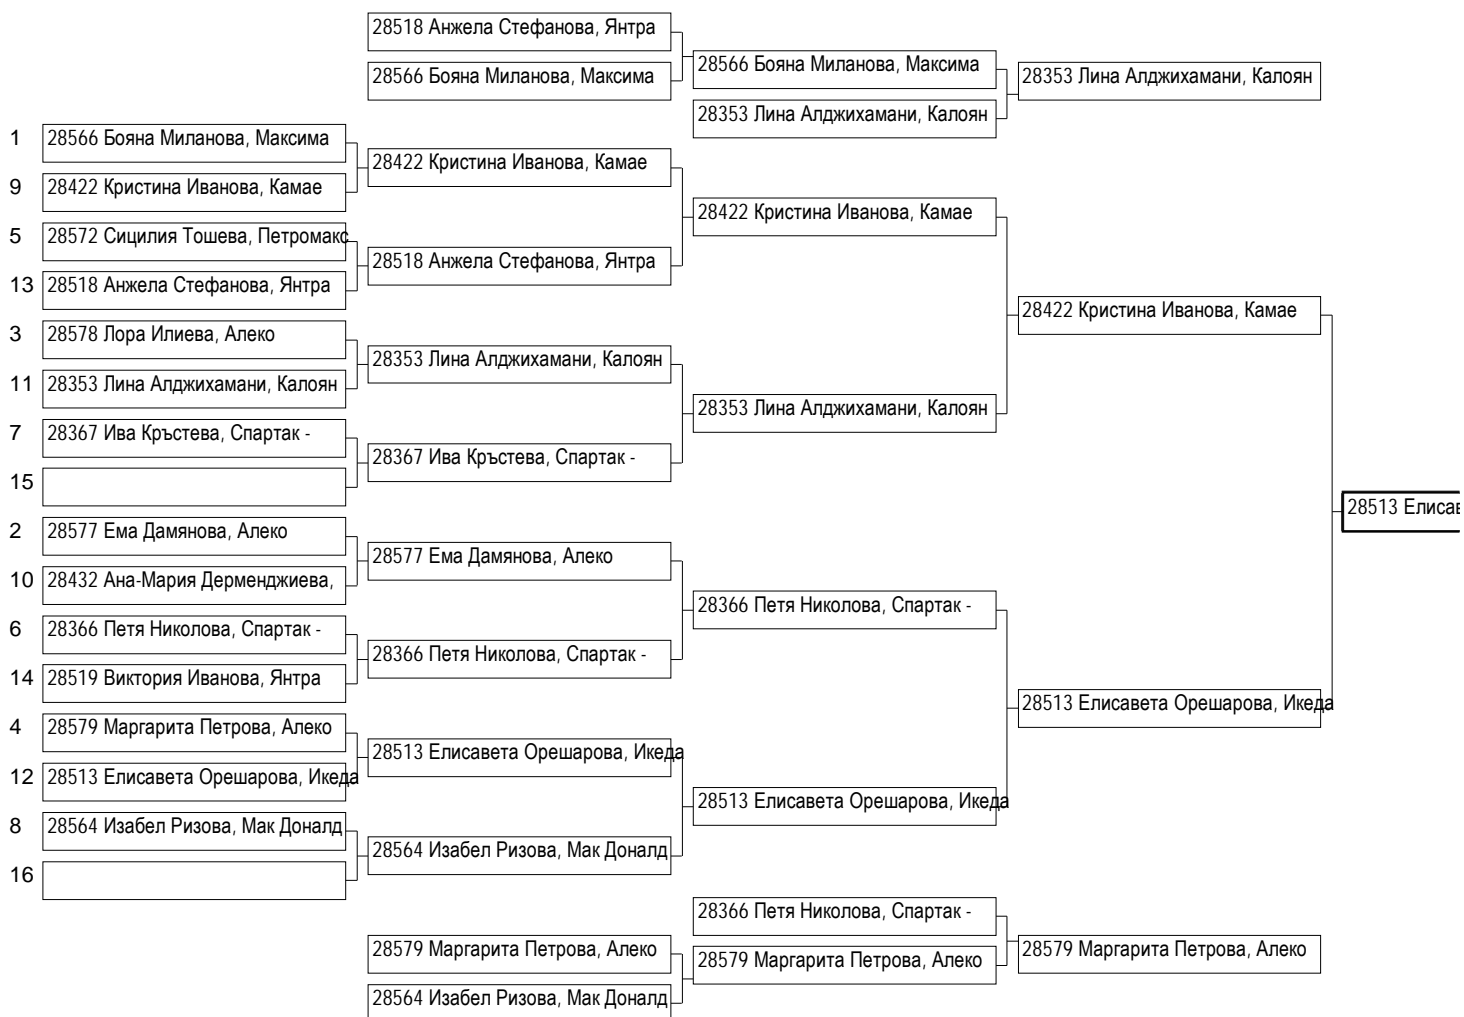 28518 Анжела Стефанова, Янтра
28566 Бояна Миланова, Максима
28566 Бояна Миланова, Максима
28353 Лина Алджихамани, Калоян
28353 Лина Алджихамани, Калоян
1 28566 Бояна Миланова, Максима
9 28422 Кристина Иванова, Камае
28422 Кристина Иванова, Камае
5 28572 Сицилия Тошева, Петромакс
13 28518 Анжела Стефанова, Янтра
28518 Анжела Стефанова, Янтра
28422 Кристина Иванова, Камае
3 28578 Лора Илиева, Алеко
11 28353 Лина Алджихамани, Калоян
28353 Лина Алджихамани, Калоян
7 28367 Ива Кръстева, Спартак -
15
28367 Ива Кръстева, Спартак -
28353 Лина Алджихамани, Калоян
28422 Кристина Иванова, Камае
2 28577 Ема Дамянова, Алеко
10 28432 Ана-Мария Дерменджиева,
28577 Ема Дамянова, Алеко
6 28366 Петя Николова, Спартак -
14 28519 Виктория Иванова, Янтра
28366 Петя Николова, Спартак -
28366 Петя Николова, Спартак -
4 28579 Маргарита Петрова, Алеко
12 28513 Елисавета Орешарова, Икеда
28513 Елисавета Орешарова, Икеда
8 28564 Изабел Ризова, Мак Доналд
16
28564 Изабел Ризова, Мак Доналд
28513 Елисавета Орешарова, Икеда
28513 Елисавета Орешарова, Икеда
28513 Елисав
28366 Петя Николова, Спартак -
28579 Маргарита Петрова, Алеко
28564 Изабел Ризова, Мак Доналд
28579 Маргарита Петрова, Алеко
28579 Маргарита Петрова, Алеко